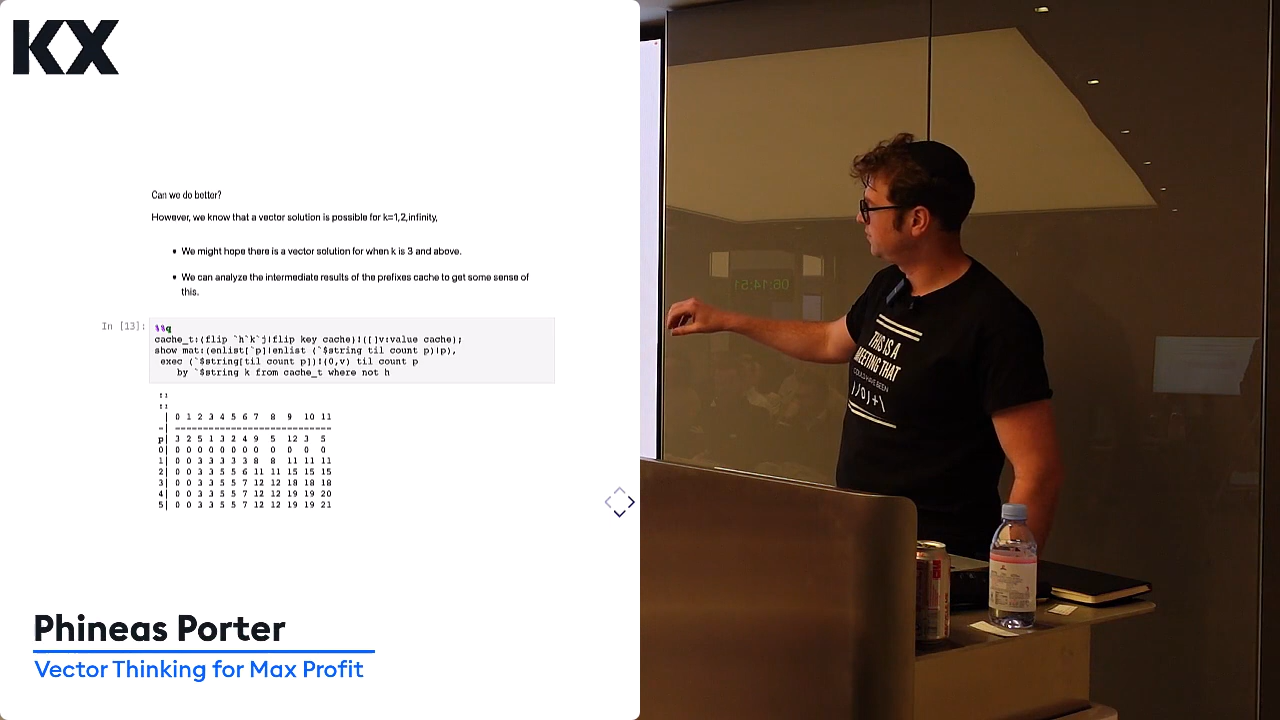 KX
Can we do better?
However, we know that a vector solution is possible for k=1,2,infinity,
• We might hope there is a vector solution for when k is 3 and above.
• We can analyze the intermediate results of the prefixes cache to get some sense of
this.
In [13]:
%%q
cache_t:(flip `h`k`j!flip key cache)!([]v:value cache);
show mat:(enlist[`p]!enlist (`$string til count p)!p),
exec (`$string[til count p])!(0,v) til count p
by `$string k from cache_t where not h
| 0 1 2 3 4 5 6 7 8 9 10 11
-| -----------------------------
p| 3 2 5 1 3 2 4 9 5 12 3 5
0| 0 0 0 0 0 0 0 0 0 0 0 0
1| 0 0 3 3 3 3 3 8 8 11 11 11
2| 0 0 3 3 5 5 6 11 11 15 15 15
3| 0 0 3 3 5 5 7 12 12 18 18 18
4| 0 0 3 3 5 5 7 12 12 19 19 20
5| 0 0 3 3 5 5 7 12 12 19 19 21
Phineas Porter
Vector Thinking for Max Profit
06:14:51
THIS IS A
MEETING THAT
COULD HAVE BEEN